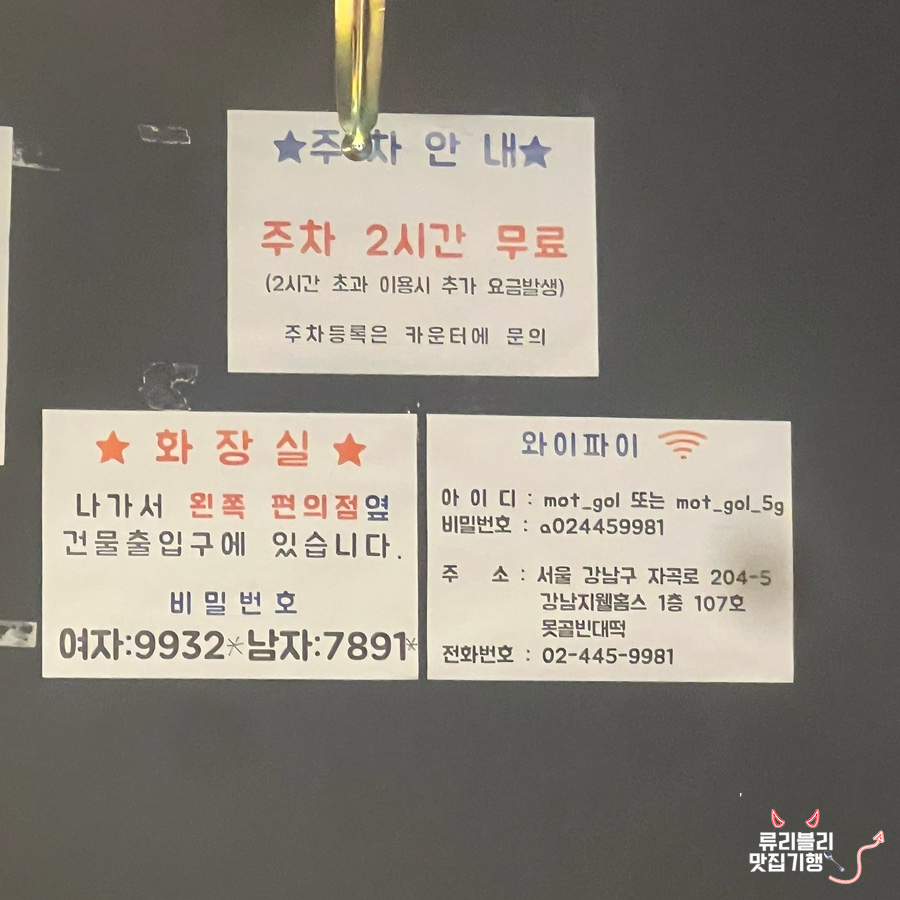 ★주차 안내★
주차 2시간 무료
(2시간 초과 이용시 추가 요금발생)
주차등록은 카운터에 문의
★ 화장실 ★
나가서 왼쪽 편의점옆
건물출입구에 있습니다.
비밀번호
여자:9932*남자:7891*
와이파이
아이디 : mot_gol 또는 mot_gol_5g
비밀번호 : a024459981
주 소 : 서울 강남구 자곡로 204-5
강남지웰홈스 1층 107호
못골빈대떡
전화번호 : 02-445-9981
류리블리
맛집기행